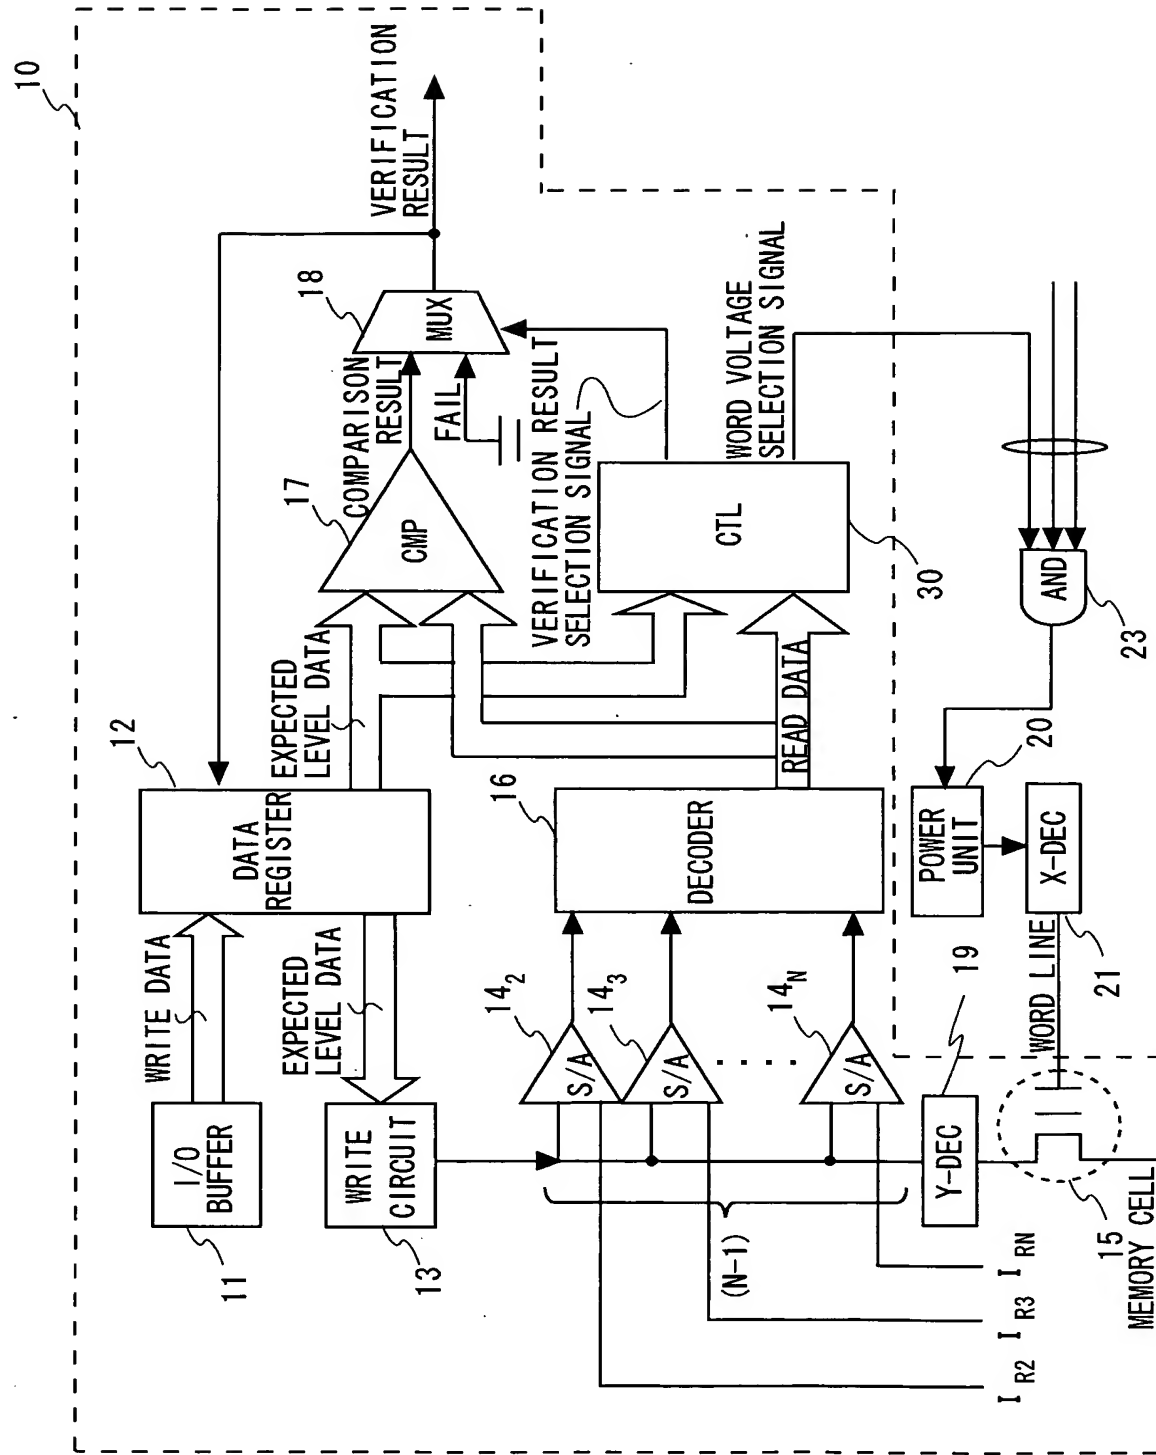 10
VERIFICATION
RESULT
12
DATA
REGISTER
WRITE DATA
I/O
BUFFER
11
EXPECTED
LEVEL DATA
EXPECTED
LEVEL DATA
WRITE
CIRCUIT
13
17
CMP
COMPARISON
RESULT
FAIL
18
MUX
VERIFICATION RESULT
SELECTION SIGNAL
CTL
30
WORD VOLTAGE
SELECTION SIGNAL
16
DECODER
READ DATA
14₂
S/A
14₃
S/A
. . . .
14N
S/A
(N-1)
AND
23
POWER
UNIT
20
X-DEC
21
WORD LINE
19
Y-DEC
15
MEMORY CELL
I R2
I R3
I RN